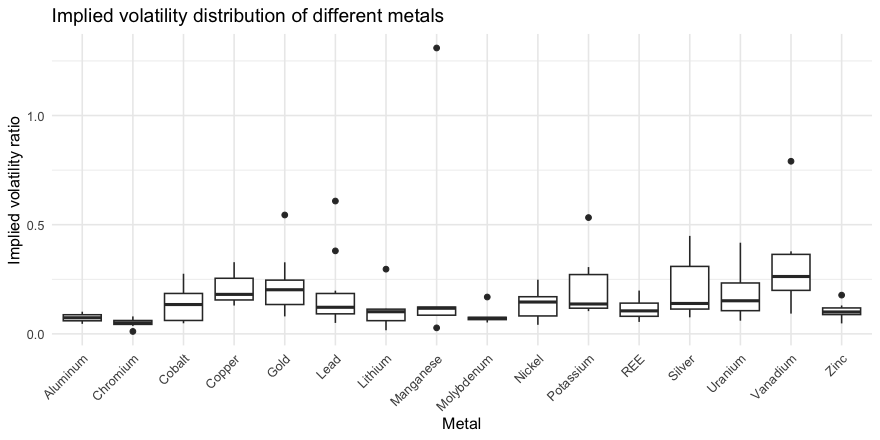 Implied volatility distribution of different metals
Implied volatility ratio
1.0
0.5
0.0
Aluminum
Chromium
Cobalt
Copper
Gold
Lead
Lithium
Manganese
Molybdenum
Nickel
Potassium
REE
Silver
Uranium
Vanadium
Zinc
Metal